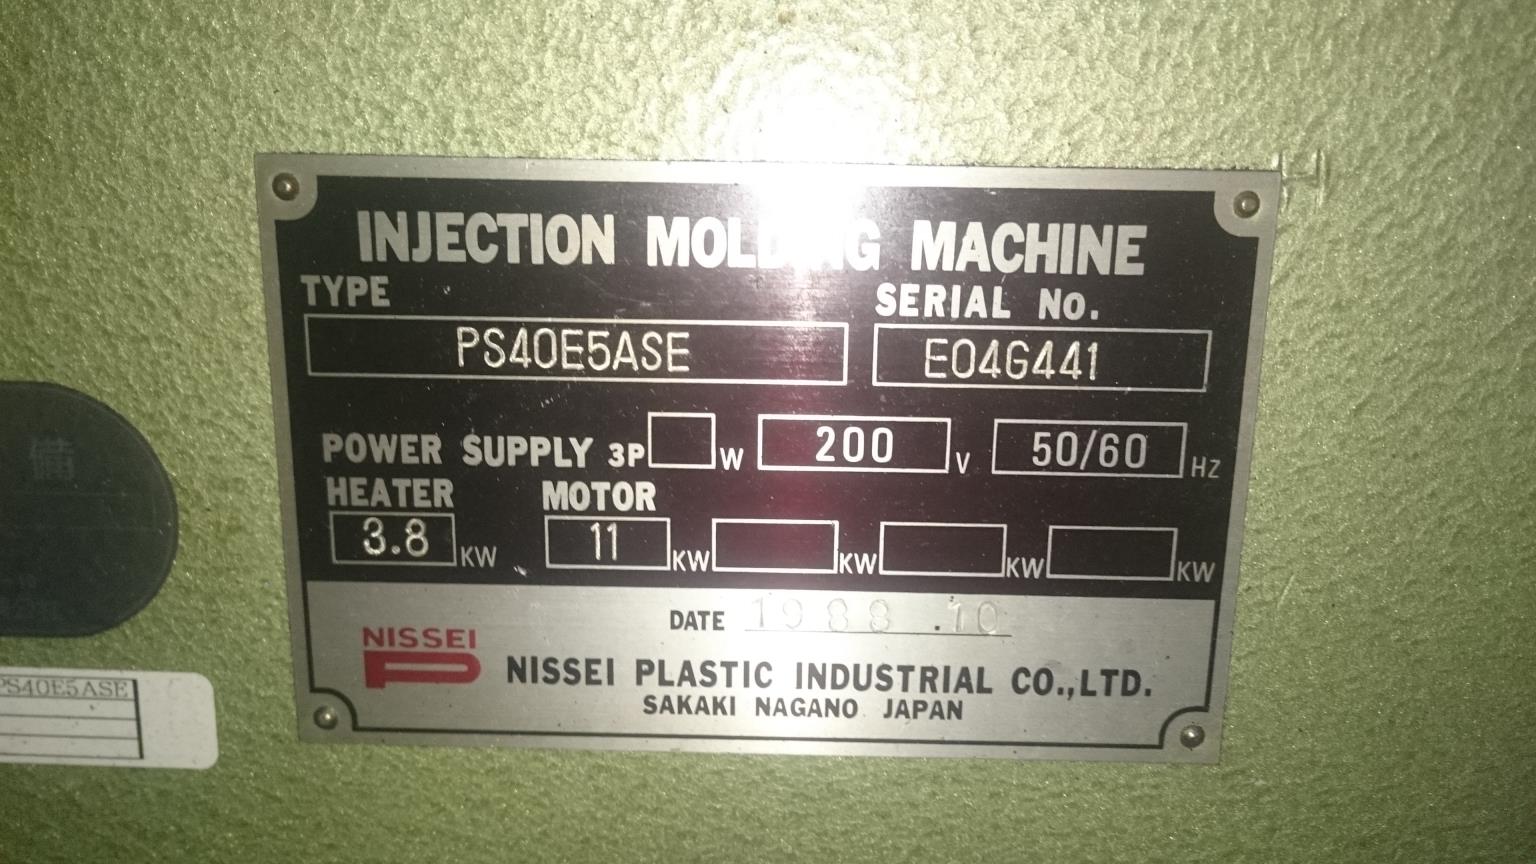 INJECTION MOLDING MACHINE
TYPE
SERIAL No.
PS40E5ASE
E04G441
POWER SUPPLY 3P W 200 V 50/60 HZ
HEATER
MOTOR
3.8 KW 11 KW KW KW KW
DATE 1988.10
NISSEI
NISSEI PLASTIC INDUSTRIAL CO.,LTD.
SAKAKI NAGANO JAPAN
PS40E5ASE